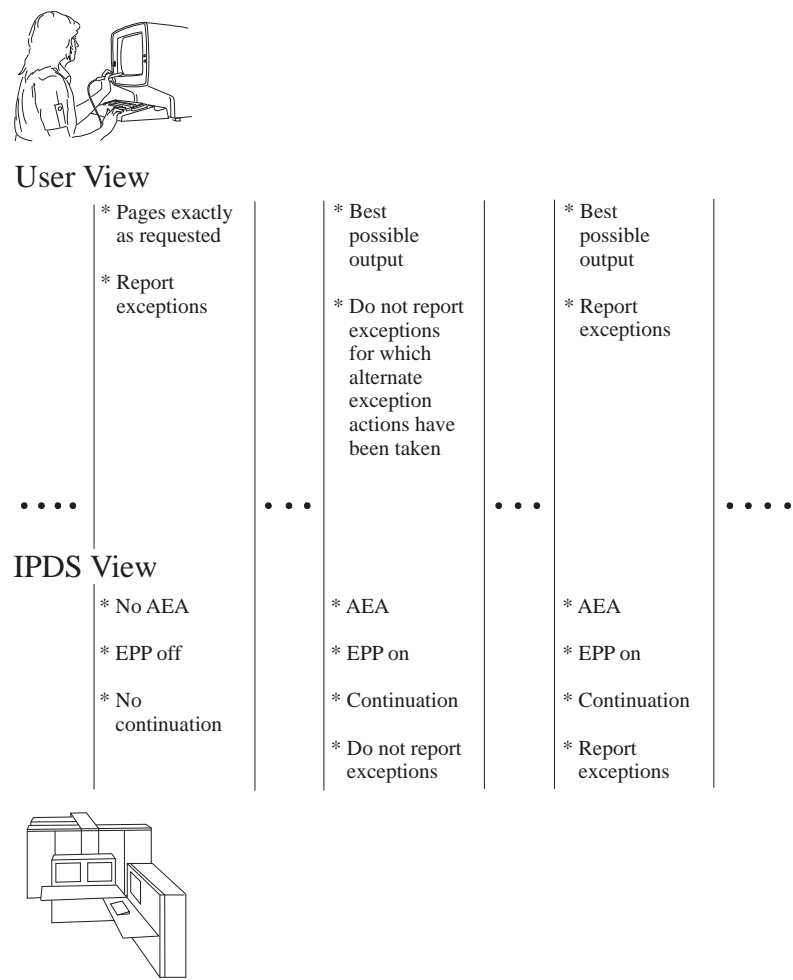 User View
* Pages exactly
as requested
* Report
exceptions
* Best
possible
output
* Do not report
exceptions
for which
alternate
exception
actions have
been taken
* Best
possible
output
* Report
exceptions
IPDS View
* No AEA
* EPP off
* No
continuation
* AEA
* EPP on
* Continuation
* Do not report
exceptions
* AEA
* EPP on
* Continuation
* Report
exceptions